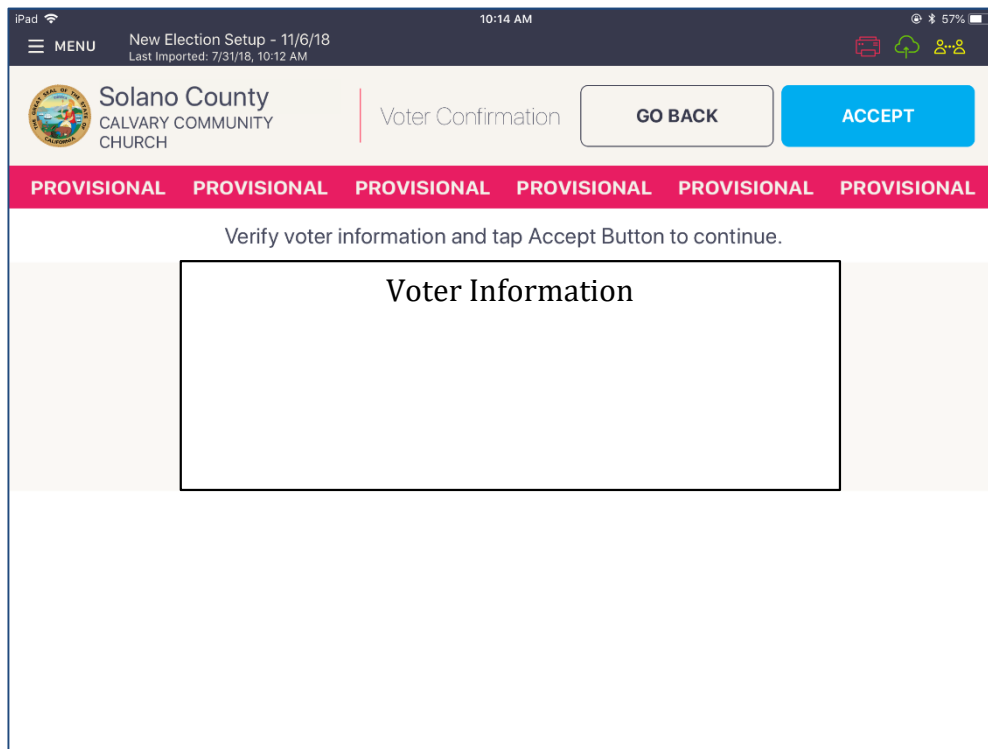 iPad 10:14 AM 57%
MENU New Election Setup - 11/6/18
Last Imported: 7/31/18, 10:12 AM
Solano County
CALVARY COMMUNITY
CHURCH
Voter Confirmation
GO BACK
ACCEPT
PROVISIONAL PROVISIONAL PROVISIONAL PROVISIONAL PROVISIONAL PROVISIONAL
Verify voter information and tap Accept Button to continue.
Voter Information